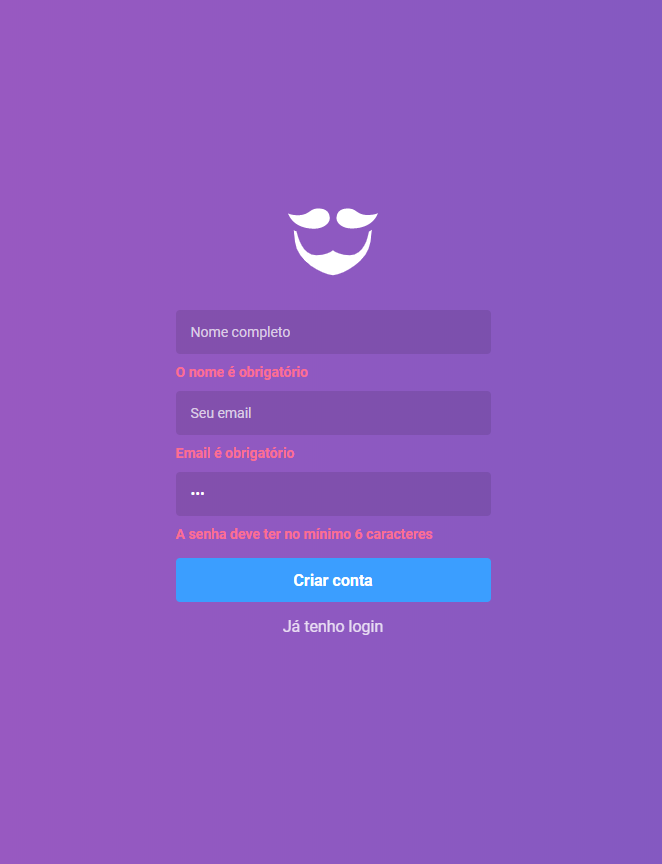 Nome completo
O nome é obrigatório
Seu email
Email é obrigatório
•••
A senha deve ter no mínimo 6 caracteres
Criar conta
Já tenho login